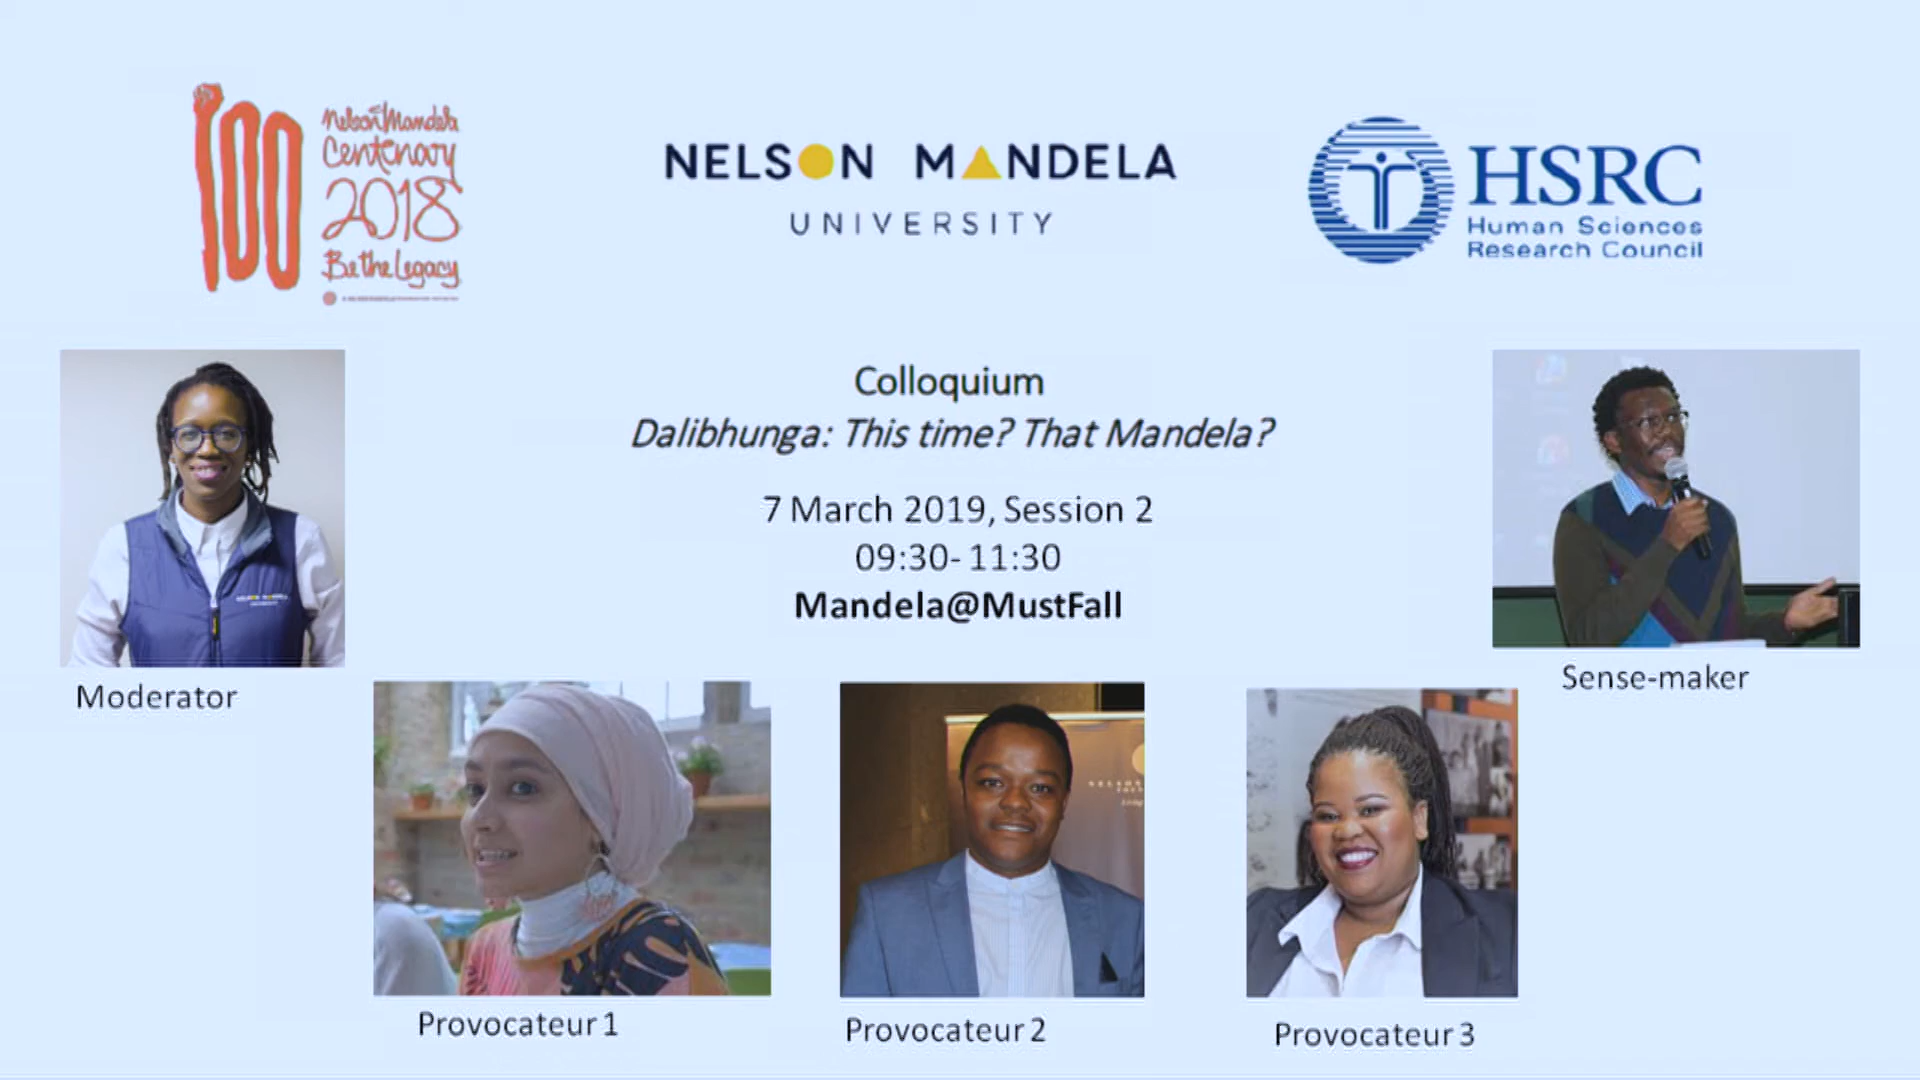 100
Nelson Mandela
Centenary
2018
Be the Legacy
NELSON MANDELA
UNIVERSITY
HSRC
Human Sciences
Research Council
Colloquium
Dalibhunga: This time? That Mandela?
7 March 2019, Session 2
09:30- 11:30
Mandela@MustFall
Moderator
Sense-maker
Provocateur 1
Provocateur 2
Provocateur 3